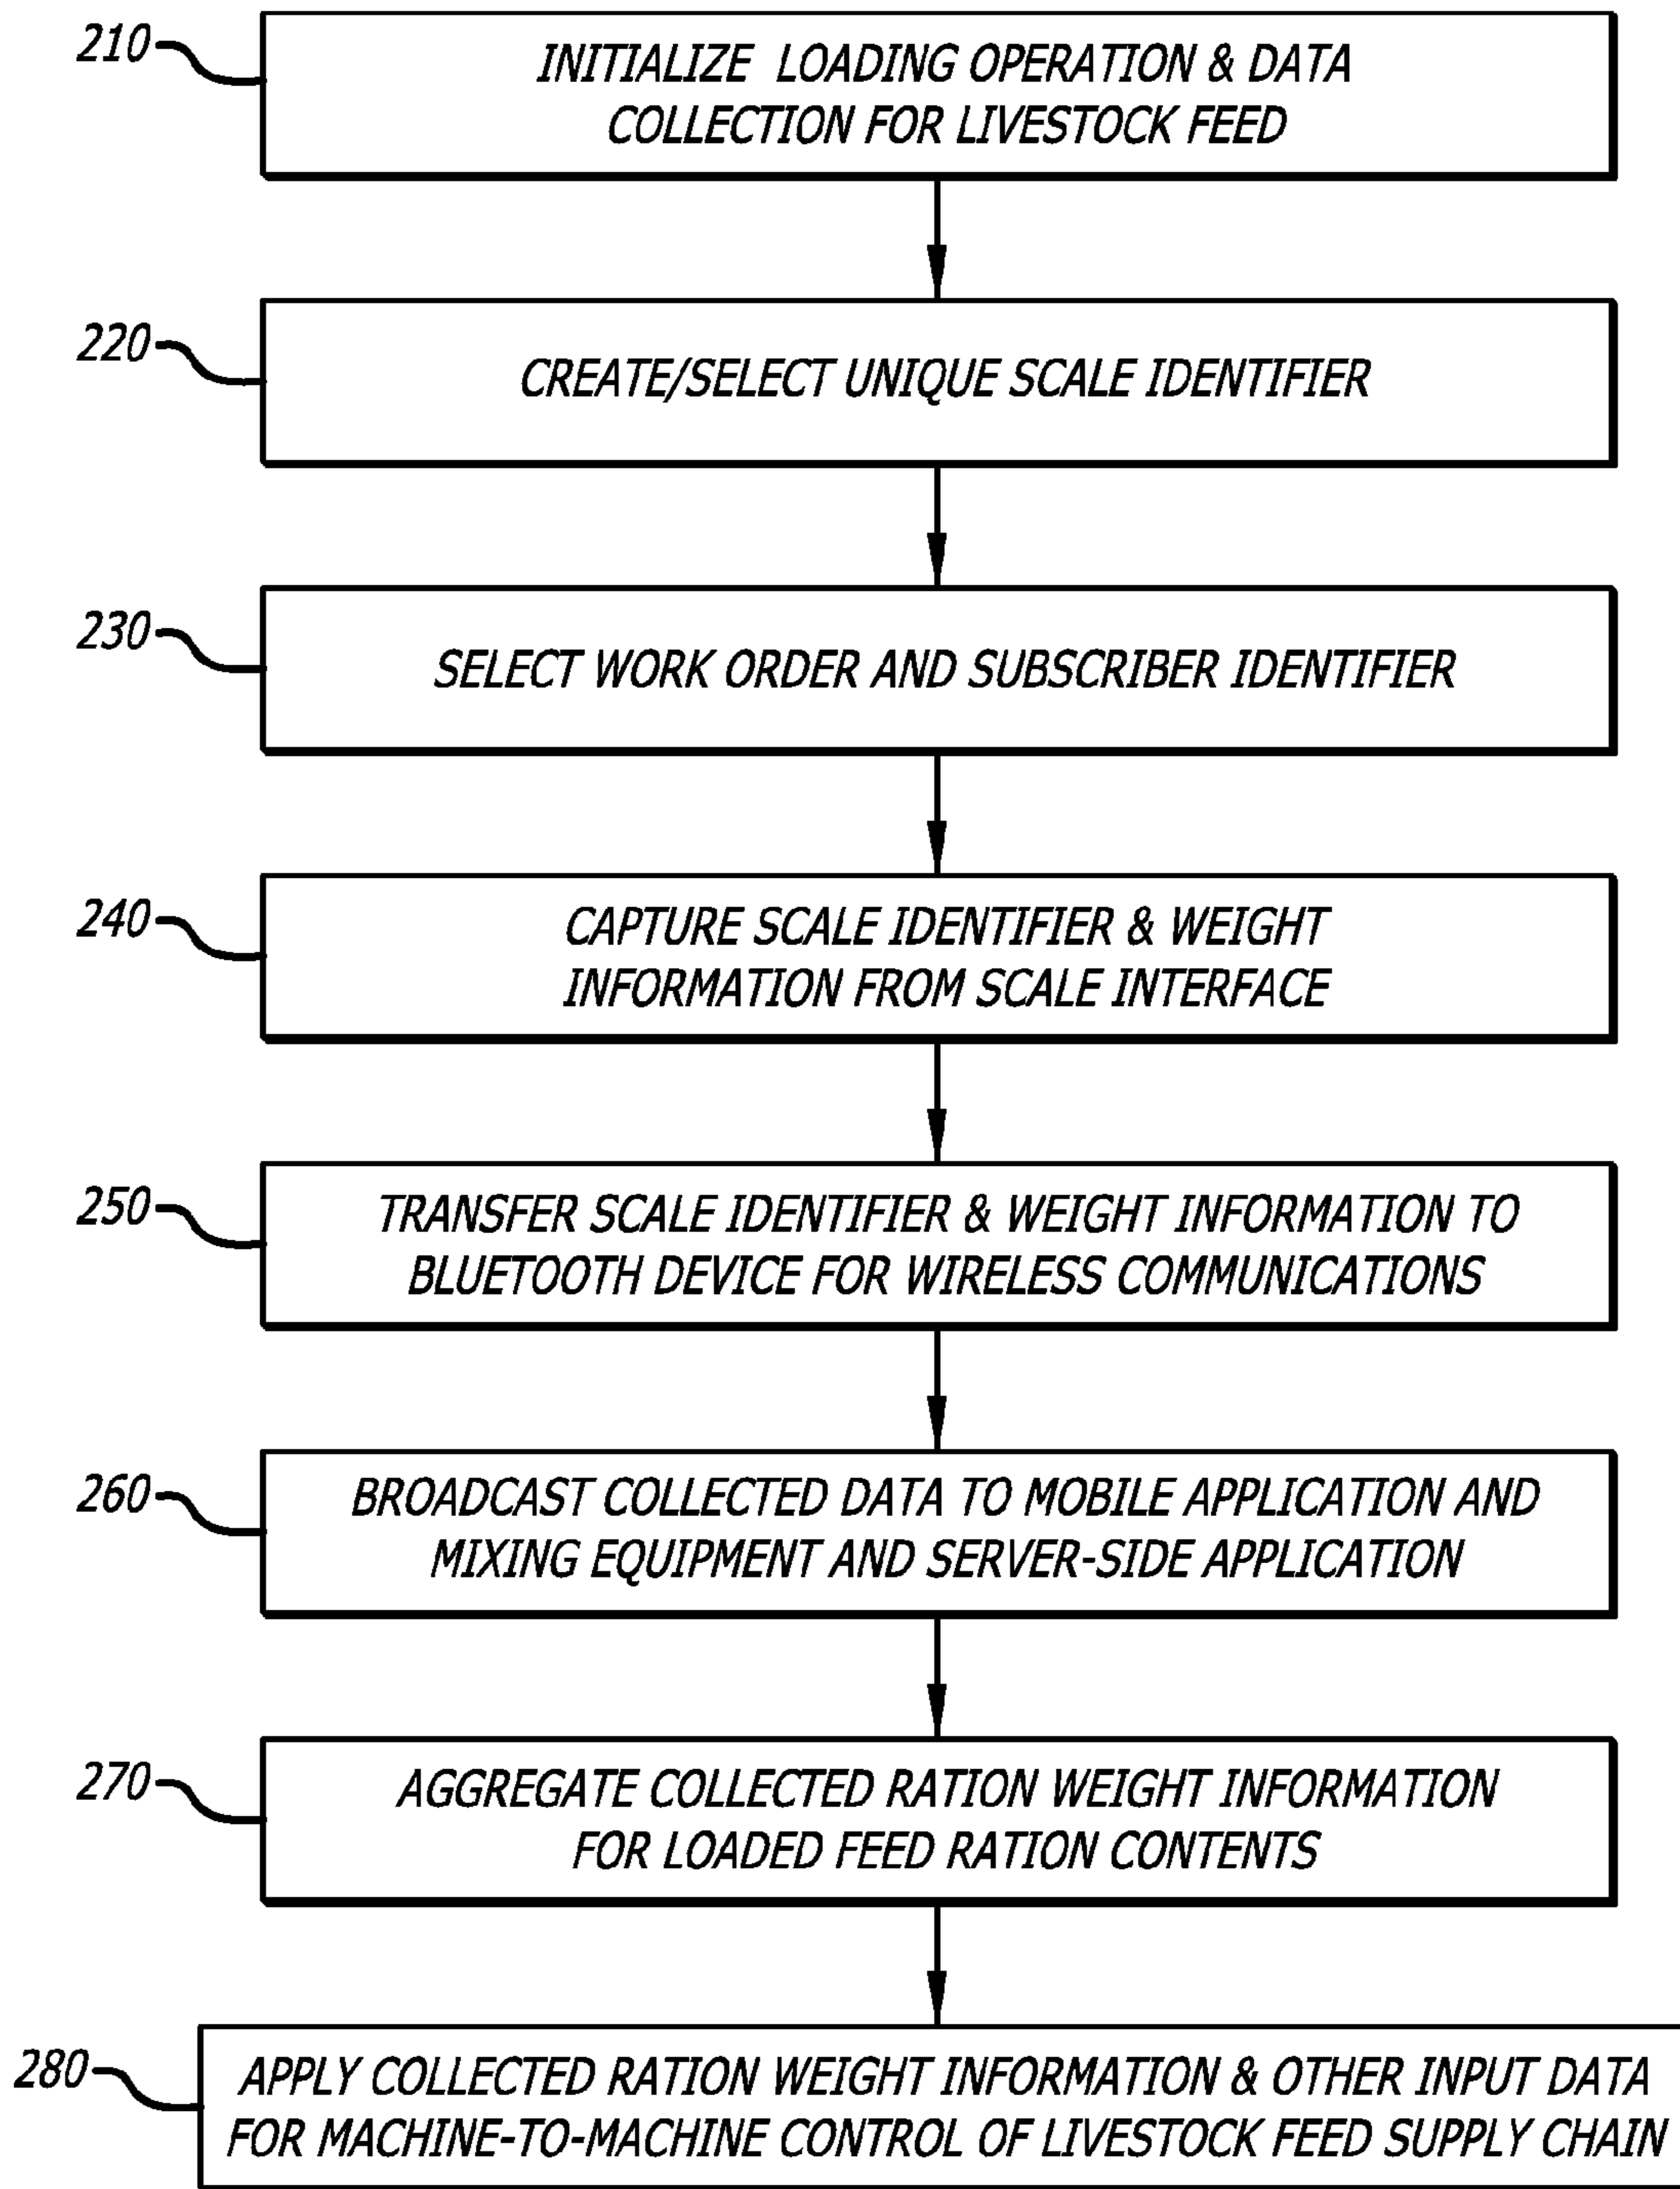 210
INITIALIZE LOADING OPERATION & DATA
COLLECTION FOR LIVESTOCK FEED
220
CREATE/SELECT UNIQUE SCALE IDENTIFIER
230
SELECT WORK ORDER AND SUBSCRIBER IDENTIFIER
240
CAPTURE SCALE IDENTIFIER & WEIGHT
INFORMATION FROM SCALE INTERFACE
250
TRANSFER SCALE IDENTIFIER & WEIGHT INFORMATION TO
BLUETOOTH DEVICE FOR WIRELESS COMMUNICATIONS
260
BROADCAST COLLECTED DATA TO MOBILE APPLICATION AND
MIXING EQUIPMENT AND SERVER-SIDE APPLICATION
270
AGGREGATE COLLECTED RATION WEIGHT INFORMATION
FOR LOADED FEED RATION CONTENTS
280
APPLY COLLECTED RATION WEIGHT INFORMATION & OTHER INPUT DATA
FOR MACHINE-TO-MACHINE CONTROL OF LIVESTOCK FEED SUPPLY CHAIN